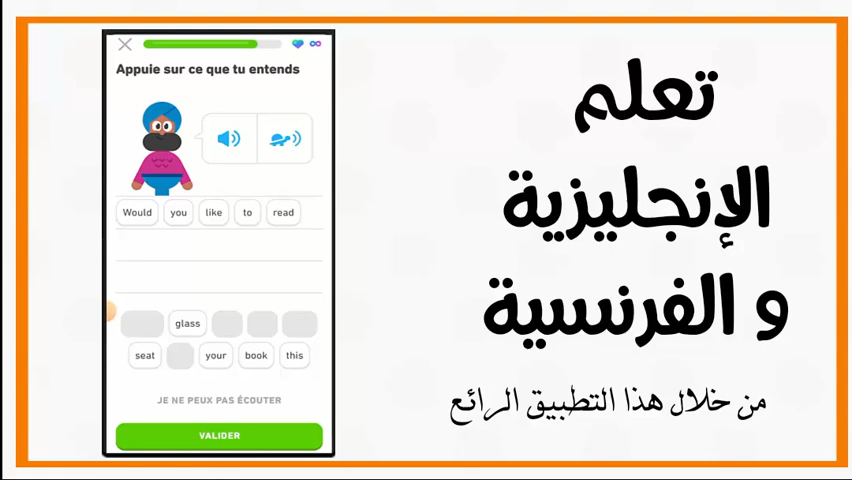 Appuie sur ce que tu entends
Would you like to read
glass
seat your book this
JE NE PEUX PAS ÉCOUTER
VALIDER
تعلم
الإنجليزية
و الفرنسية
من خلال هذا التطبيق الرائع